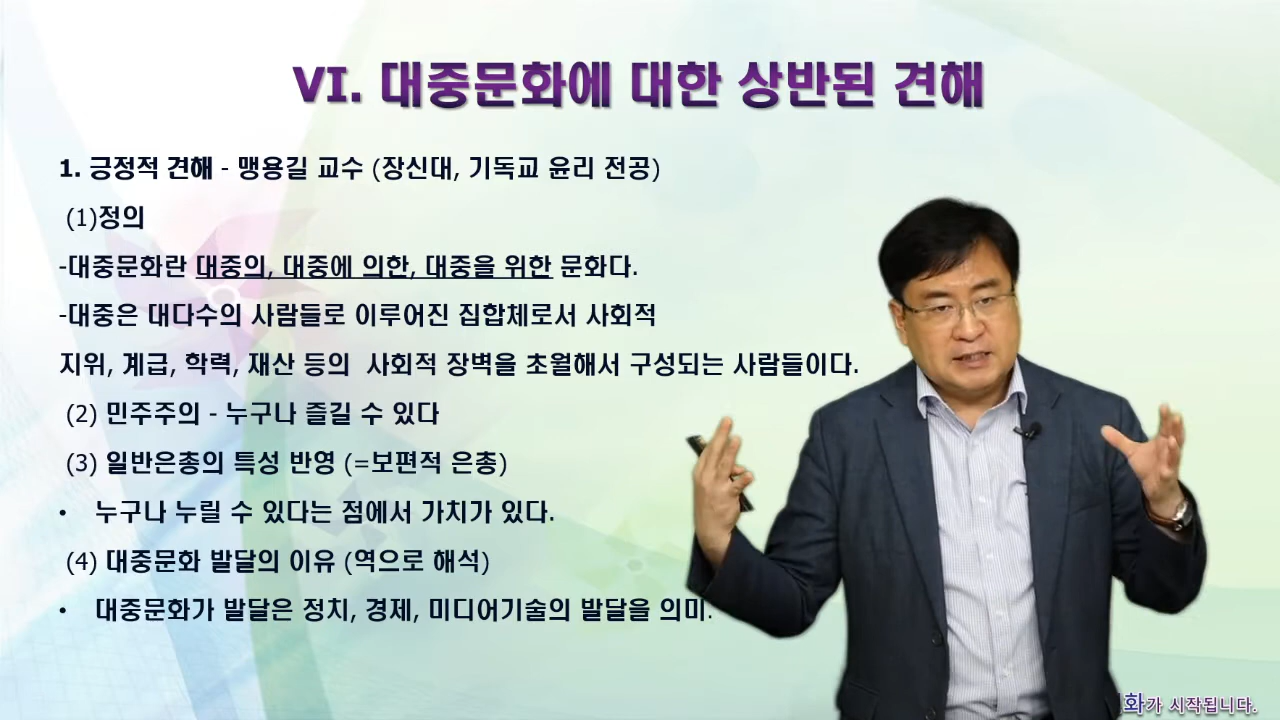 VI. 대중문화에 대한 상반된 견해
1. 긍정적 견해 - 맹용길 교수 (장신대, 기독교 윤리 전공)
(1)정의
-대중문화란 대중의, 대중에 의한, 대중을 위한 문화다.
-대중은 대다수의 사람들로 이루어진 집합체로서 사회적
지위, 계급, 학력, 재산 등의 사회적 장벽을 초월해서 구성되는 사람들이다.
(2) 민주주의 - 누구나 즐길 수 있다
(3) 일반은총의 특성 반영 (=보편적 은총)
• 누구나 누릴 수 있다는 점에서 가치가 있다.
(4) 대중문화 발달의 이유 (역으로 해석)
• 대중문화가 발달은 정치, 경제, 미디어기술의 발달을 의미.
화가 시작됩니다.